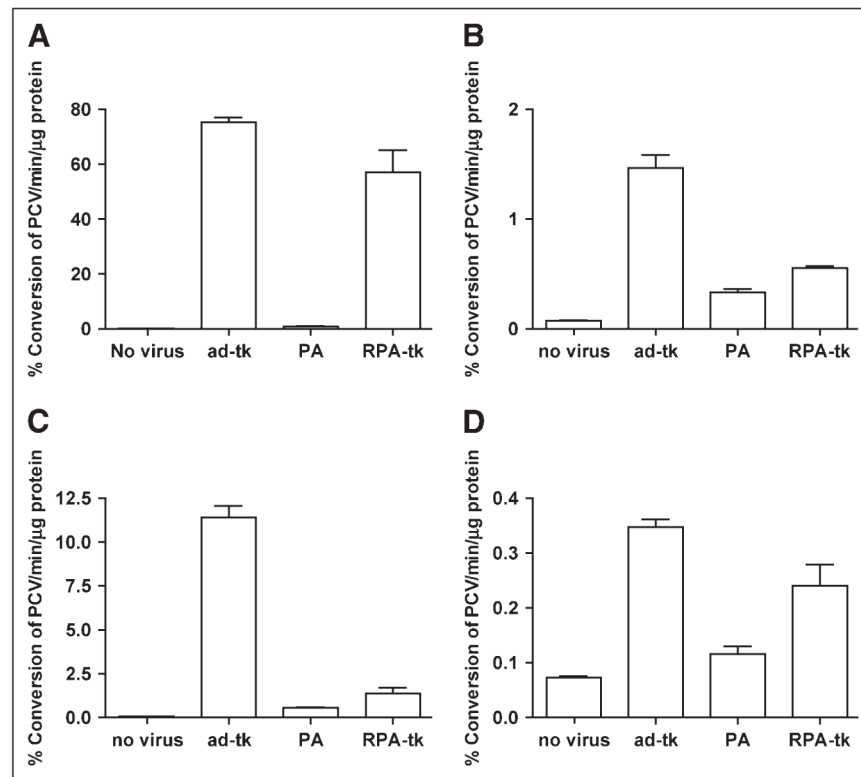 A
% Conversion of PCV/min/µg protein
80
60
40
20
0
No virus ad-tk PA RPA-tk
B
% Conversion of PCV/min/µg protein
2
1
0
no virus ad-tk PA RPA-tk
C
% Conversion of PCV/min/µg protein
12.5
10.0
7.5
5.0
2.5
0.0
no virus ad-tk PA RPA-tk
D
% Conversion of PCV/min/µg protein
0.4
0.3
0.2
0.1
0.0
no virus ad-tk PA RPA-tk